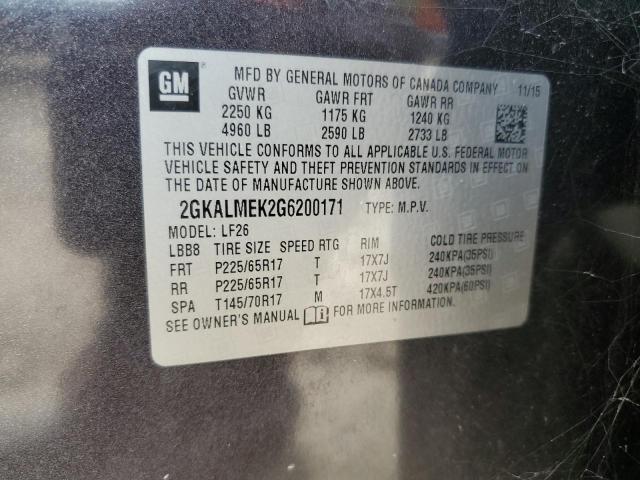 GM
MFD BY GENERAL MOTORS OF CANADA COMPANY 11/15
GVWR GAWR FRT GAWR RR
2250 KG 1175 KG 1240 KG
4960 LB 2590 LB 2733 LB
THIS VEHICLE CONFORMS TO ALL APPLICABLE U.S. FEDERAL MOTOR
VEHICLE SAFETY AND THEFT PREVENTION STANDARDS IN EFFECT ON
THE DATE OF MANUFACTURE SHOWN ABOVE.
2GKALMEK2G6200171 TYPE: M.P.V.
MODEL: LF26
LBB8 TIRE SIZE SPEED RTG RIM COLD TIRE PRESSURE
FRT P225/65R17 T 17X7J 240KPA(35PSI)
RR P225/65R17 T 17X7J 240KPA(35PSI)
SPA T145/70R17 M 17X4.5T 420KPA(60PSI)
SEE OWNER'S MANUAL FOR MORE INFORMATION.